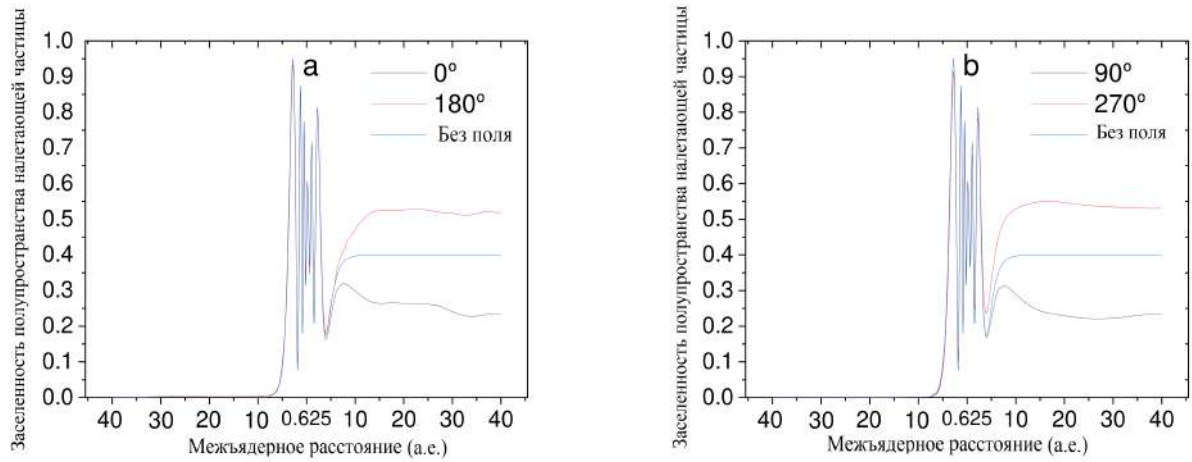 Заселенность полупространства налетающей частицы
1.0
0.9
0.8
0.7
0.6
0.5
0.4
0.3
0.2
0.1
0.0
a
0º
180º
Без поля
40 30 20 10 0.625 10 20 30 40
Межъядерное расстояние (а.е.)
Заселенность полупространства налетающей частицы
1.0
0.9
0.8
0.7
0.6
0.5
0.4
0.3
0.2
0.1
0.0
b
90º
270º
Без поля
40 30 20 10 0.625 10 20 30 40
Межъядерное расстояние (а.е.)